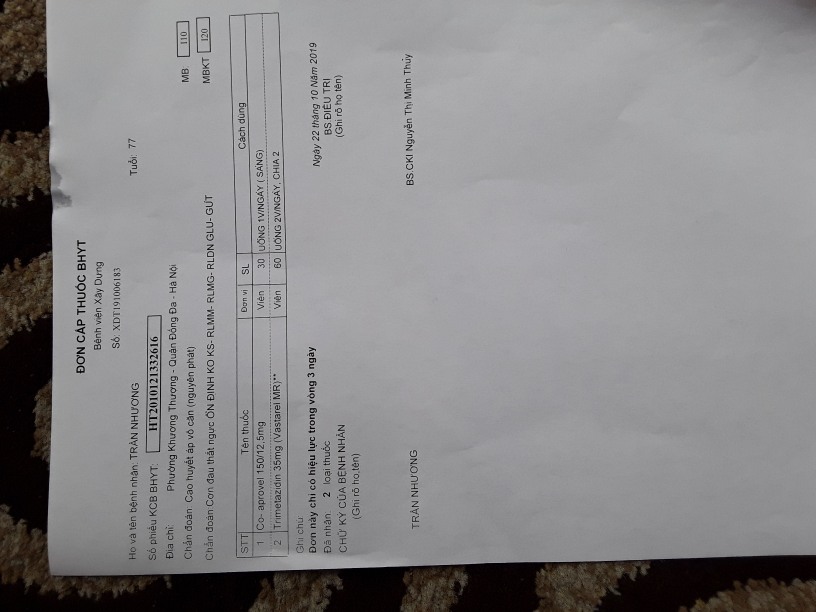 ĐƠN CẤP THUỐC BHYT
Bệnh viện Xây Dựng
Số: XDT191006183
Họ và tên bệnh nhân: TRẦN NHƯƠNG Tuổi: 77
Số phiếu KCB BHYT: HT2010121332616
Địa chỉ: Phường Khương Thượng - Quận Đống Đa - Hà Nội
Chẩn đoán Cao huyết áp vô căn (nguyên phát) MB 110
Chẩn đoán Cơn đau thắt ngực ỔN ĐỊNH KO KS- RLMM- RLMG- RLDN GLU- GÚT MBKT 120
STT Tên thuốc Đơn vị SL Cách dùng
1 Co- aprovel 150/12,5mg Viên 30 UỐNG 1V/NGÀY ( SÁNG)
2 Trimetazidin 35mg (Vastarel MR)** Viên 60 UỐNG 2V/NGÀY, CHIA 2
Ghi chú
Đơn này chỉ có hiệu lực trong vòng 3 ngày Ngày 22 tháng 10 Năm 2019
Đã nhận 2 loại thuốc BS ĐIỀU TRỊ
CHỮ KÝ CỦA BỆNH NHÂN (Ghi rõ họ tên)
(Ghi rõ họ,tên)
TRẦN NHƯƠNG BS.CKI Nguyễn Thị Minh Thúy